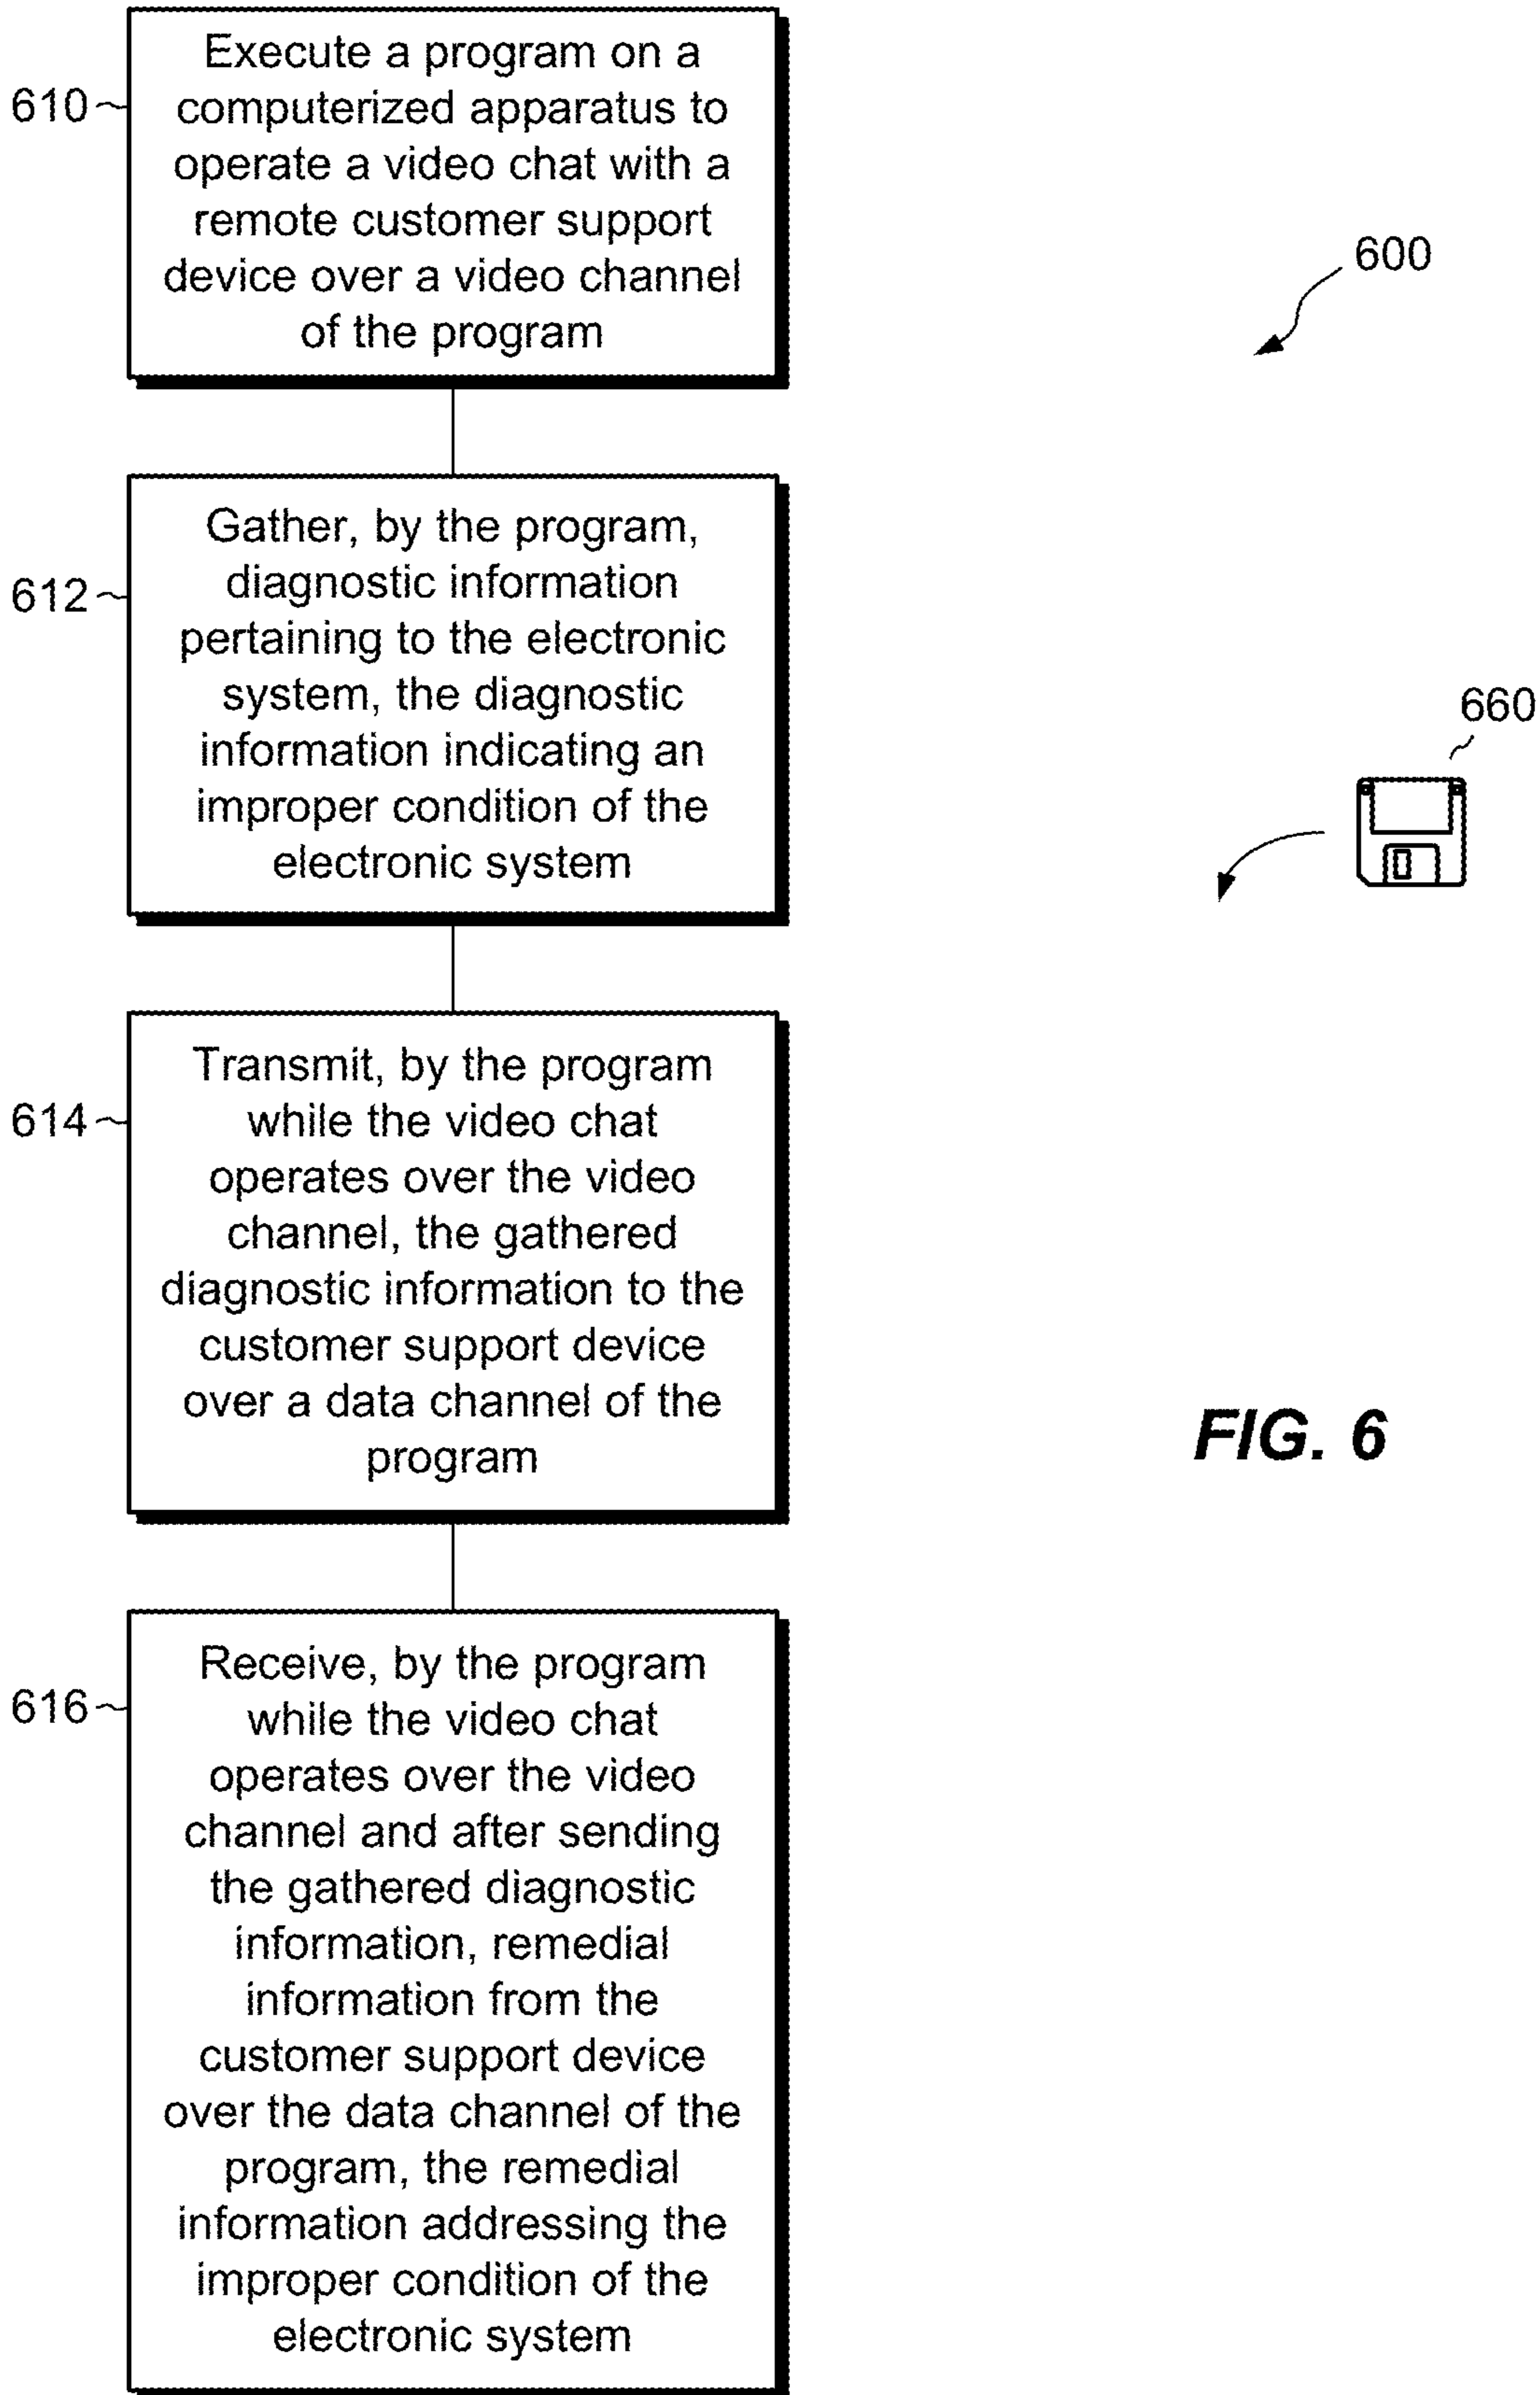 610
Execute a program on a
computerized apparatus to
operate a video chat with a
remote customer support
device over a video channel
of the program
600
612
Gather, by the program,
diagnostic information
pertaining to the electronic
system, the diagnostic
information indicating an
improper condition of the
electronic system
660
614
Transmit, by the program
while the video chat
operates over the video
channel, the gathered
diagnostic information to the
customer support device
over a data channel of the
program
FIG. 6
616
Receive, by the program
while the video chat
operates over the video
channel and after sending
the gathered diagnostic
information, remedial
information from the
customer support device
over the data channel of the
program, the remedial
information addressing the
improper condition of the
electronic system